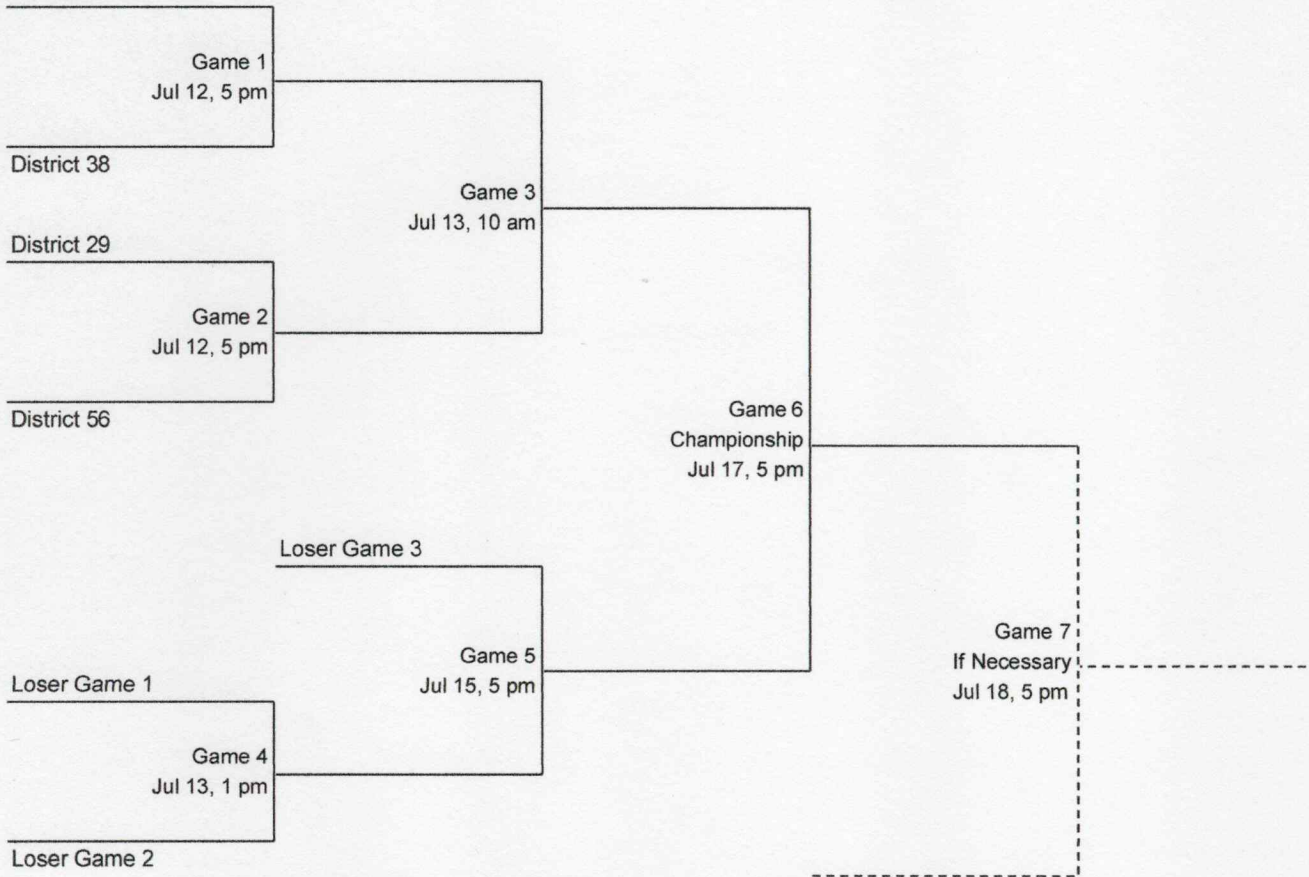 Game 1
Jul 12, 5 pm
District 38
Game 3
Jul 13, 10 am
District 29
Game 2
Jul 12, 5 pm
District 56
Game 6
Championship
Jul 17, 5 pm
Loser Game 3
Game 7
If Necessary
Jul 18, 5 pm
Game 5
Jul 15, 5 pm
Loser Game 1
Game 4
Jul 13, 1 pm
Loser Game 2